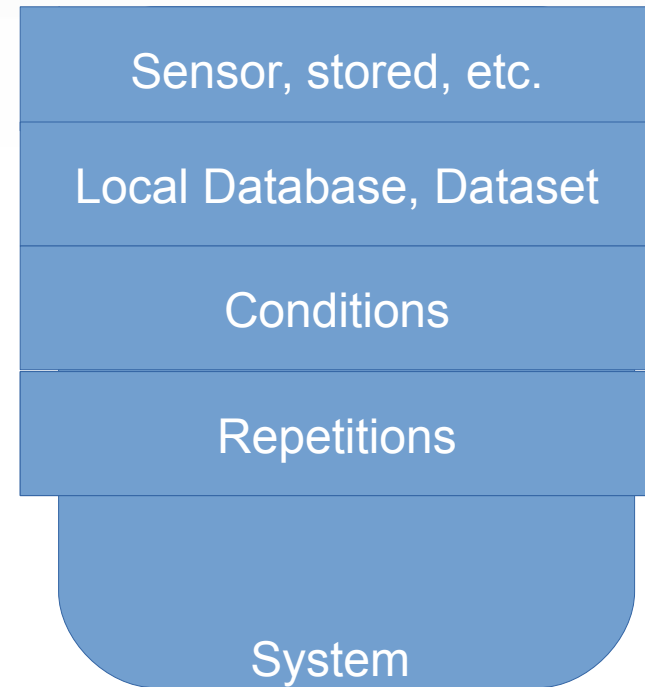 Sensor, stored, etc.
Local Database, Dataset
Conditions
Repetitions
System